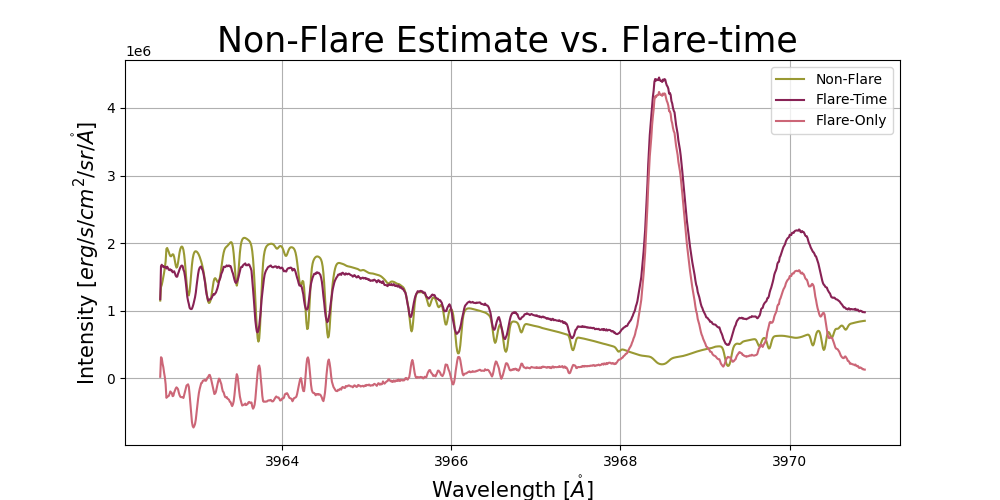 Non-Flare Estimate vs. Flare-time
1e6
Non-Flare
Flare-Time
Flare-Only
4
3
2
1
0
Intensity [erg/s/cm²/sr/Å]
3964 3966 3968 3970
Wavelength [Å]